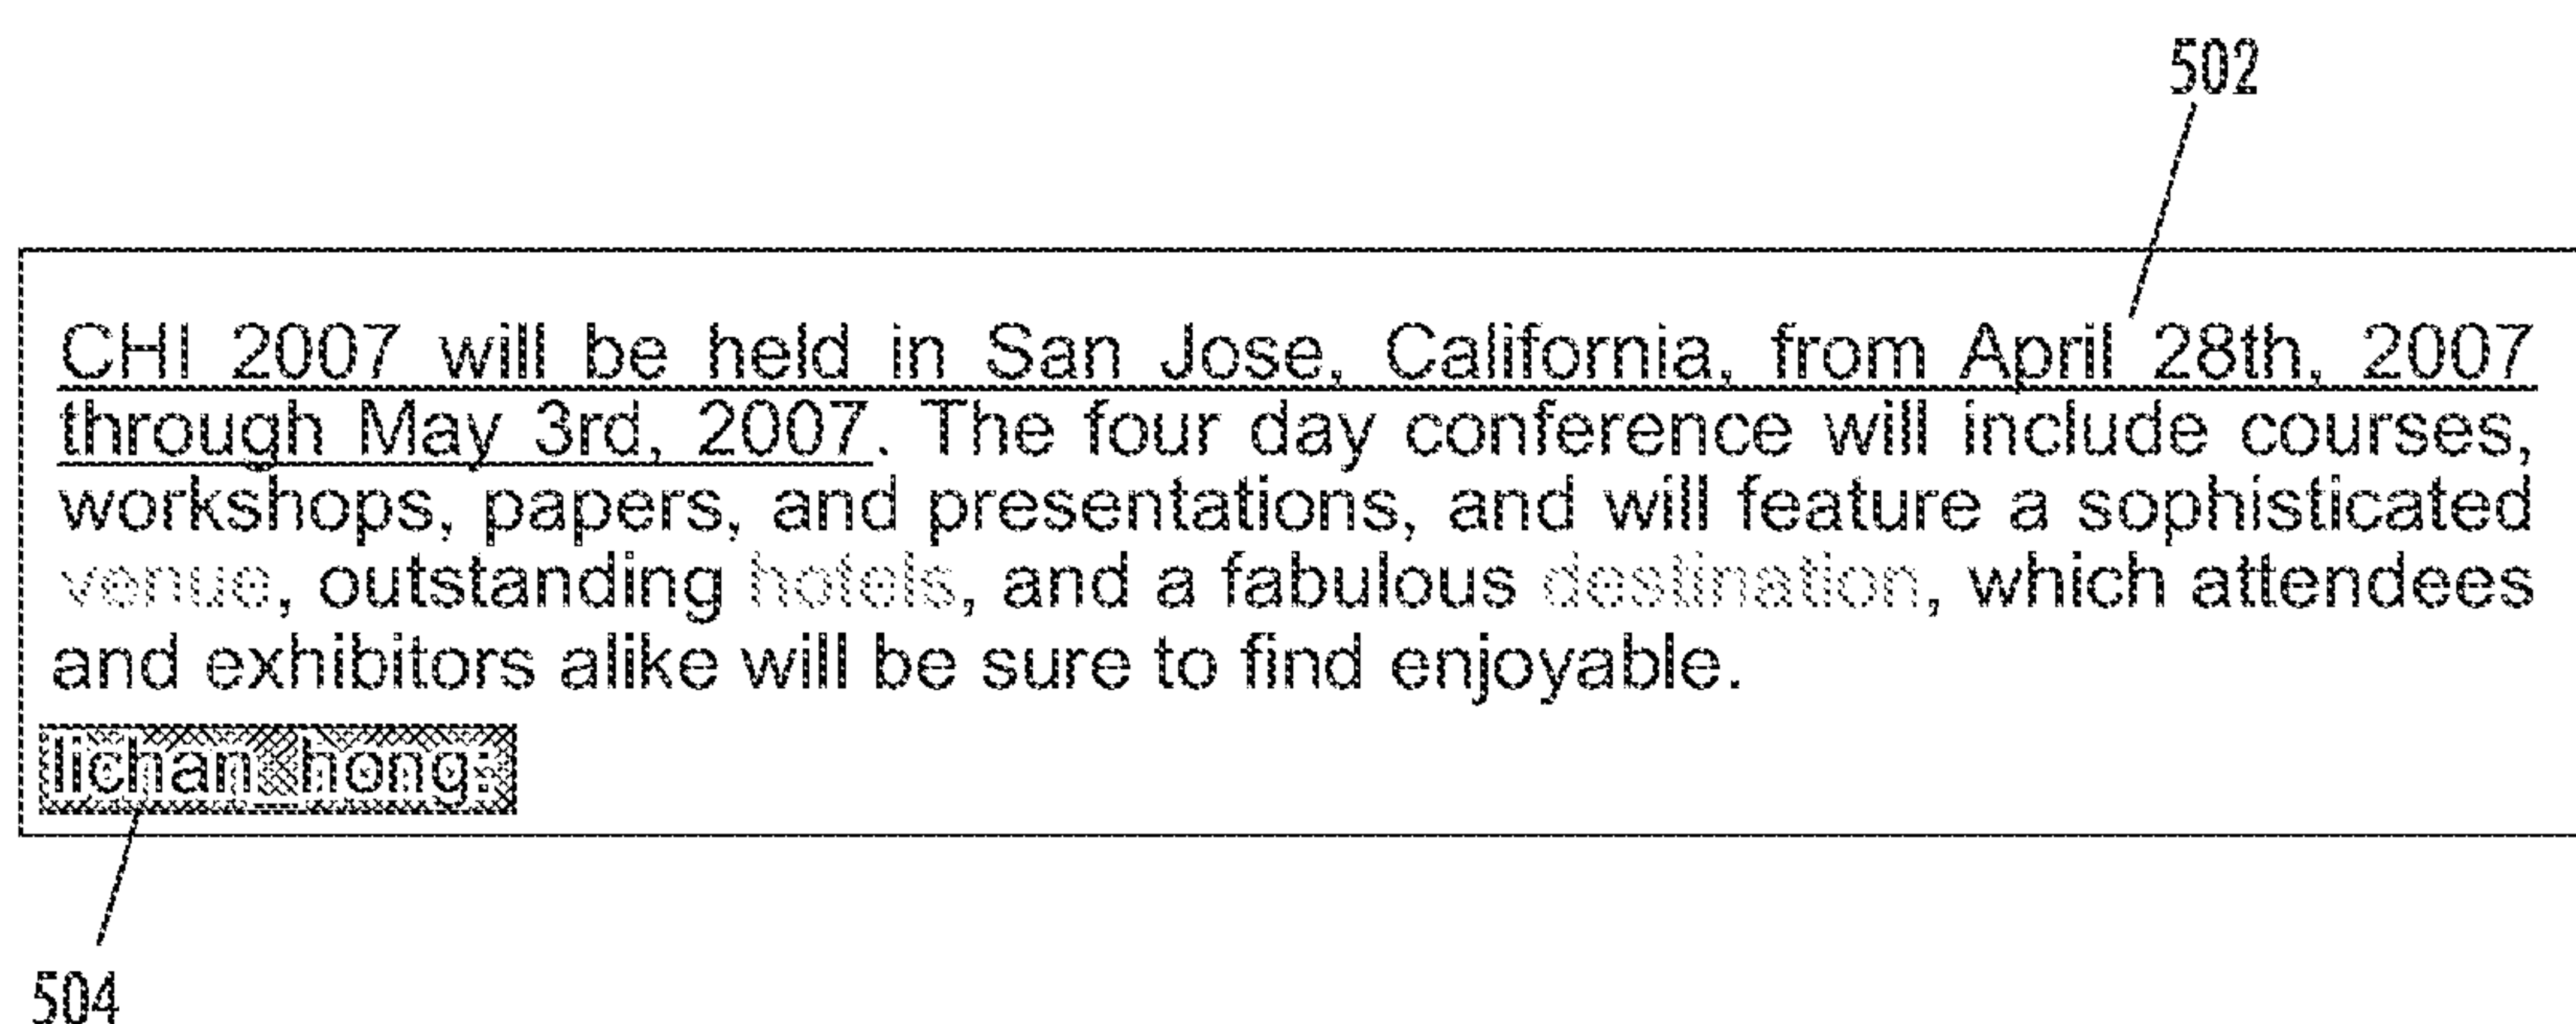 502
CHI 2007 will be held in San Jose, California, from April 28th, 2007
through May 3rd, 2007. The four day conference will include courses,
workshops, papers, and presentations, and will feature a sophisticated
venue, outstanding hotels, and a fabulous destination, which attendees
and exhibitors alike will be sure to find enjoyable.
lichan_hong:
504